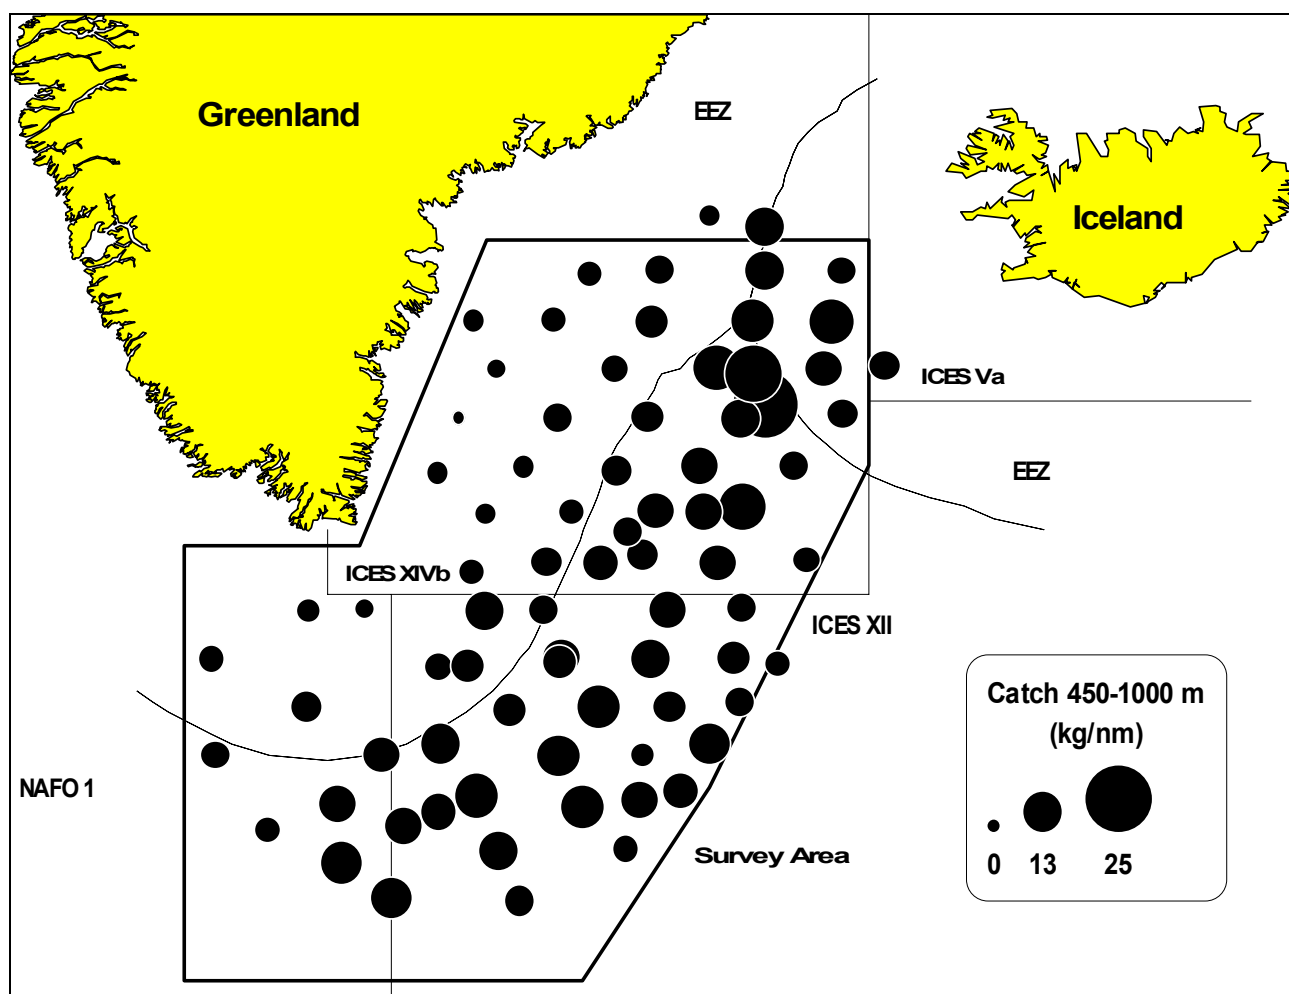 EEZ
Greenland
Iceland
ICES Va
EEZ
ICES XIVb
ICES XII
Catch 450-1000 m
(kg/nm)
NAFO 1
Survey Area
0 13 25